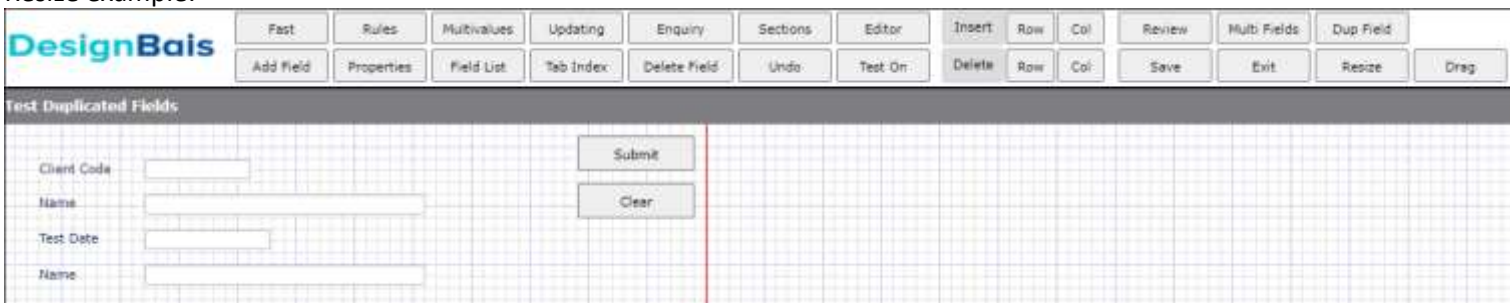 Resize example:
Fast Rules Multivalues Updating Enquiry Sections Editor Insert Row Col Review Multi Fields Dup Field
DesignBais
Add Field Properties Field List Tab Index Delete Field Undo Test On Delete Row Col Save Exit Resize Drag
Test Duplicated Fields
Submit
Client Code
Name Clear
Test Date
Name